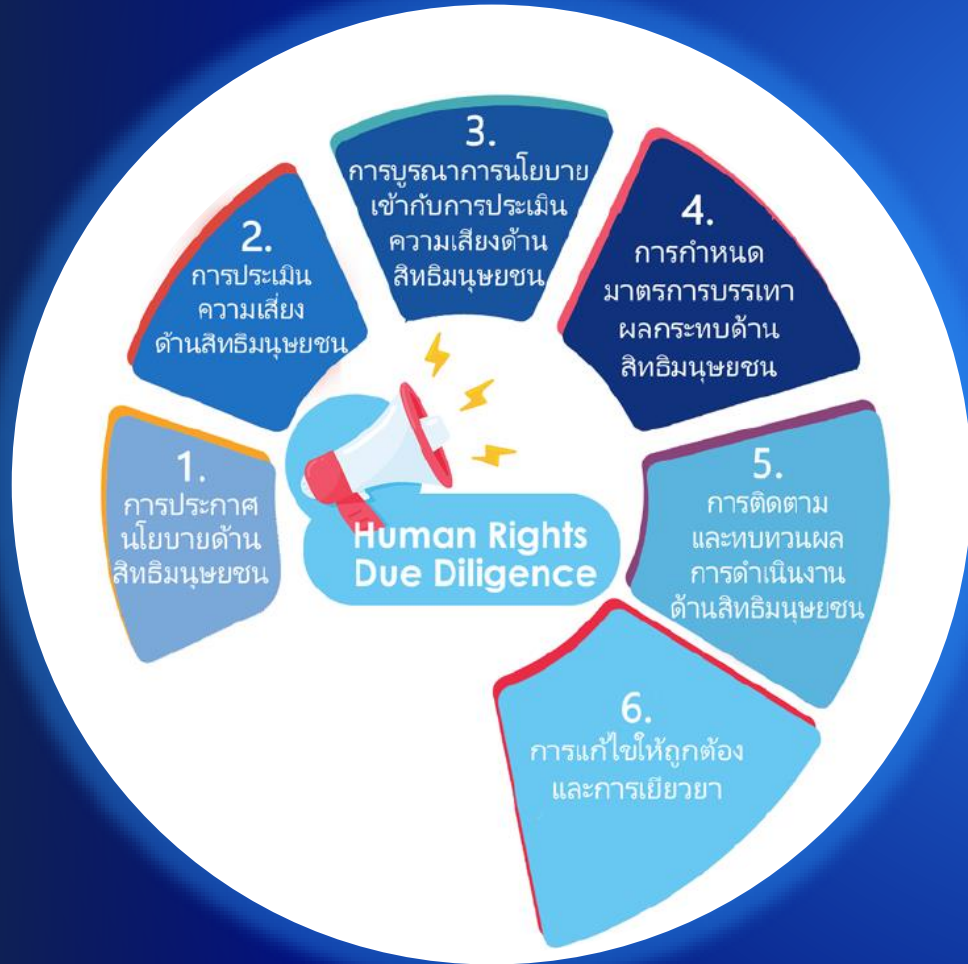 1.
การประกาศ
นโยบายด้าน
สิทธิมนุษยชน
2.
การประเมิน
ความเสี่ยง
ด้านสิทธิมนุษยชน
3.
การบูรณาการนโยบาย
เข้ากับการประเมิน
ความเสี่ยงด้าน
สิทธิมนุษยชน
4.
การกำหนด
มาตรการบรรเทา
ผลกระทบด้าน
สิทธิมนุษยชน
5.
การติดตาม
และทบทวนผล
การดำเนินงาน
ด้านสิทธิมนุษยชน
6.
การแก้ไขให้ถูกต้อง
และการเยียวยา
Human Rights
Due Diligence